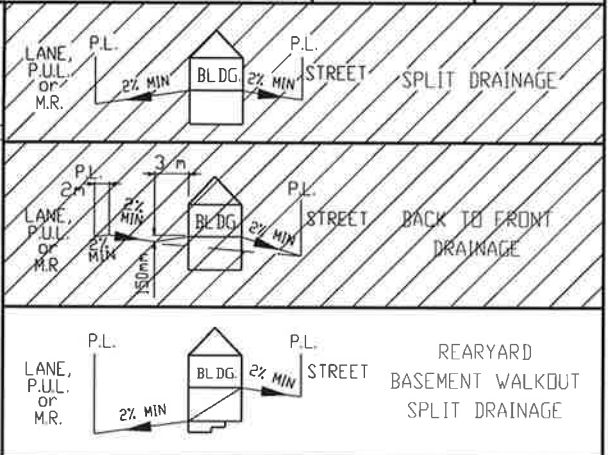 P.L.
P.L.
LANE,
P.U.L.
or
M.R.
2% MIN
BLDG.
2% MIN
STREET
SPLIT DRAINAGE
P.L.
3 m
2m
P.L.
LANE,
P.U.L.
or
M.R.
2%
MIN
2%
MIN
150mm
BLDG.
2% MIN
STREET
BACK TO FRONT
DRAINAGE
P.L.
P.L.
LANE,
P.U.L.
or
M.R.
2% MIN
BLDG.
2% MIN
STREET
REARYARD
BASEMENT WALKOUT
SPLIT DRAINAGE